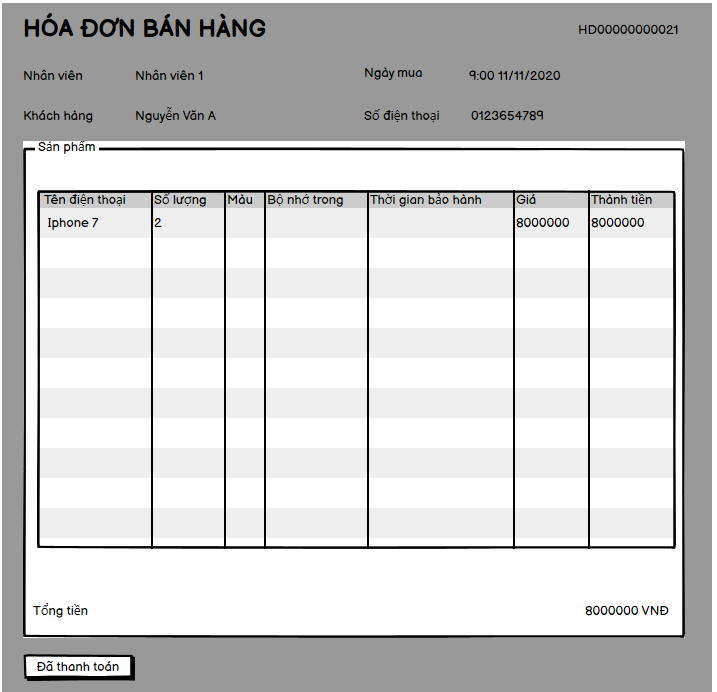 HÓA ĐƠN BÁN HÀNG HD00000000021
Nhân viên Nhân viên 1 Ngày mua 9:00 11/11/2020
Khách hàng Nguyễn Văn A Số điện thoại 0123654789
Sản phẩm
Tên điện thoại Số lượng Màu Bộ nhớ trong Thời gian bảo hành Giá Thành tiền
Iphone 7 2 8000000 8000000
Tổng tiền 8000000 VNĐ
Đã thanh toán